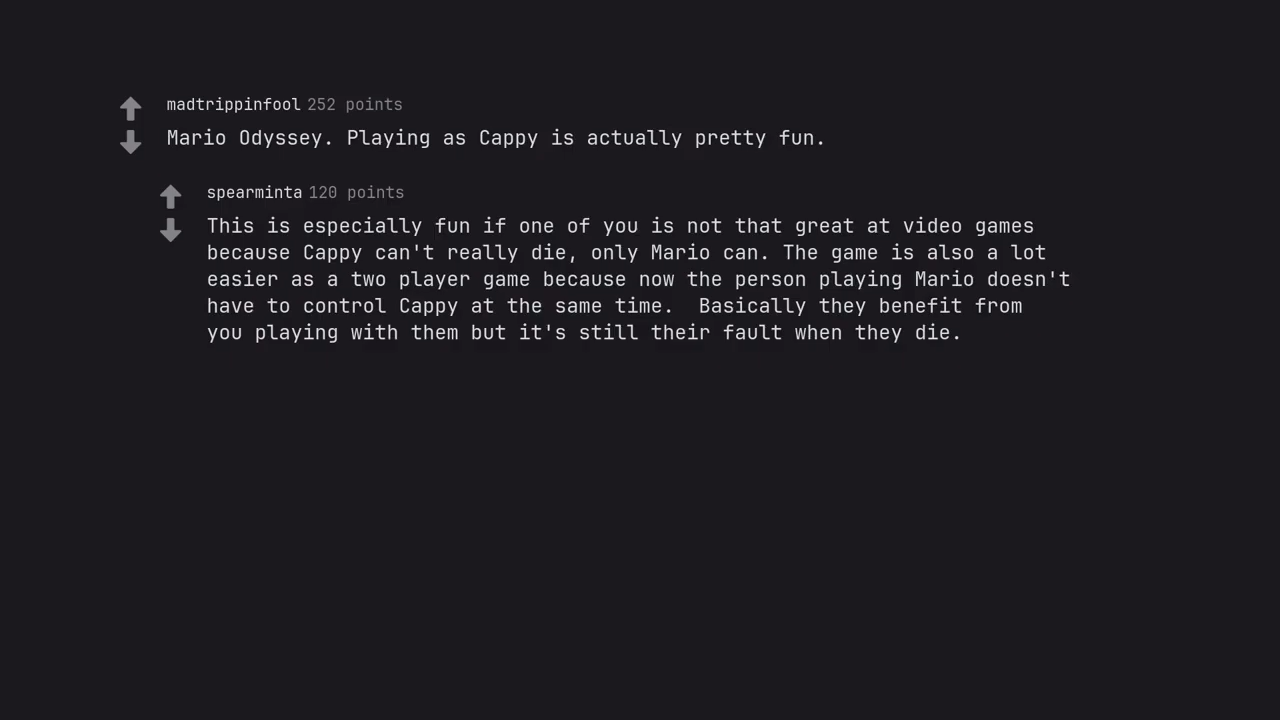 madtrippinfool 252 points
Mario Odyssey. Playing as Cappy is actually pretty fun.
spearminta 120 points
This is especially fun if one of you is not that great at video games
because Cappy can't really die, only Mario can. The game is also a lot
easier as a two player game because now the person playing Mario doesn't
have to control Cappy at the same time.  Basically they benefit from
you playing with them but it's still their fault when they die.